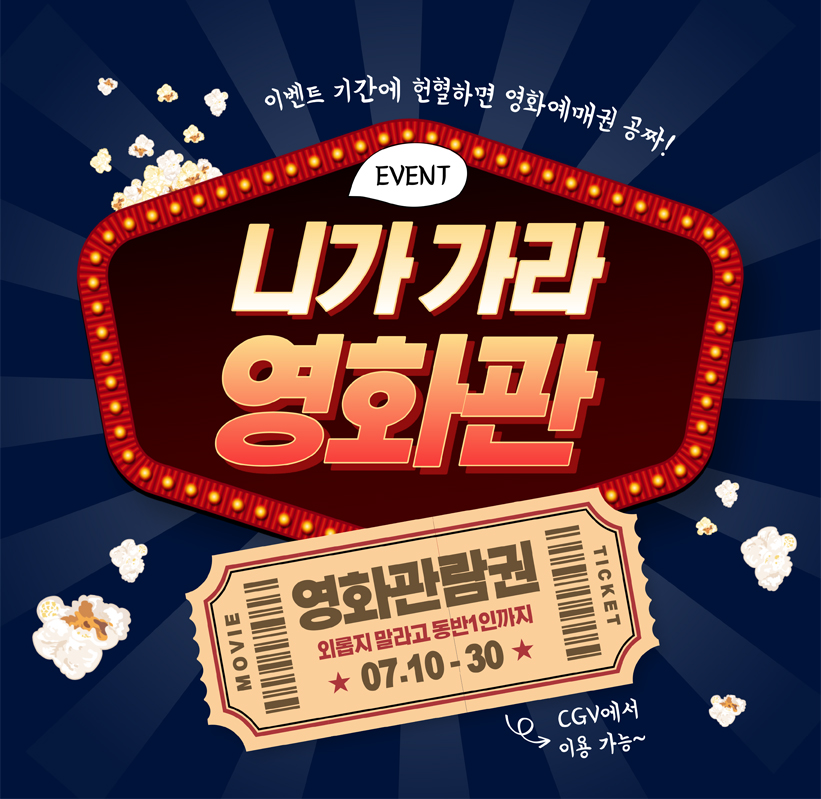 이벤트 기간에 헌혈하면 영화예매권 공짜!
EVENT
니가 가라
영화관
MOVIE
영화관람권
외롭지 말라고 동반1인까지
★ 07.10 - 30 ★
TICKET
CGV에서
이용 가능~